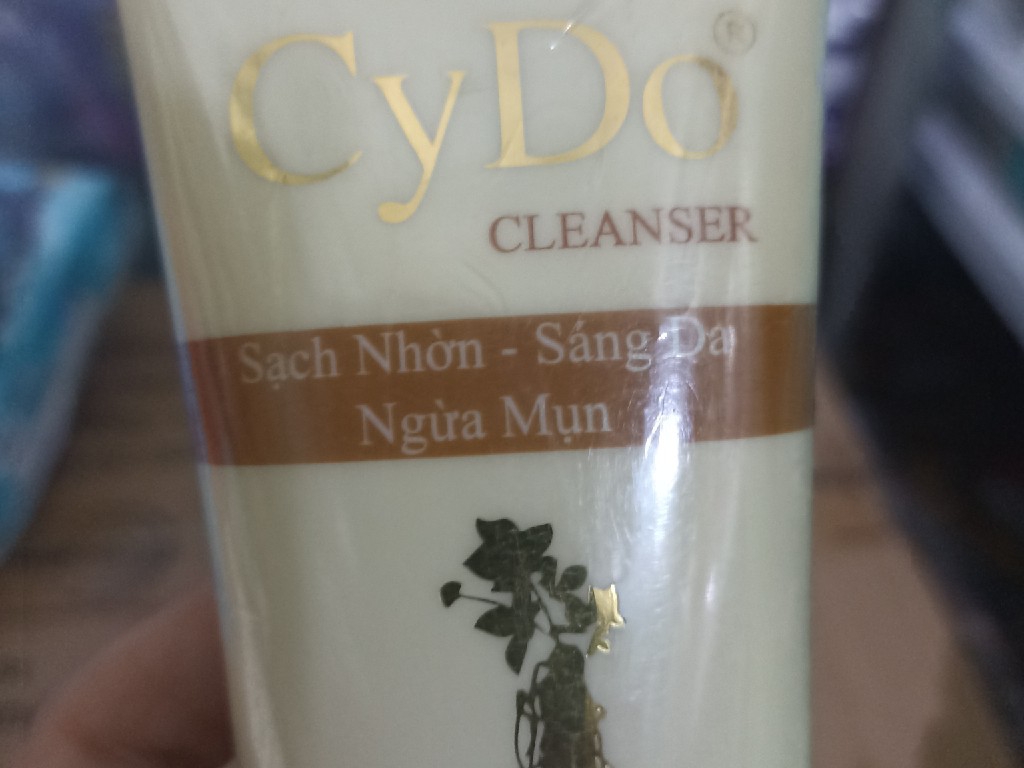 CyDo®
CLEANSER
Sạch Nhờn - Sáng Da
Ngừa Mụn